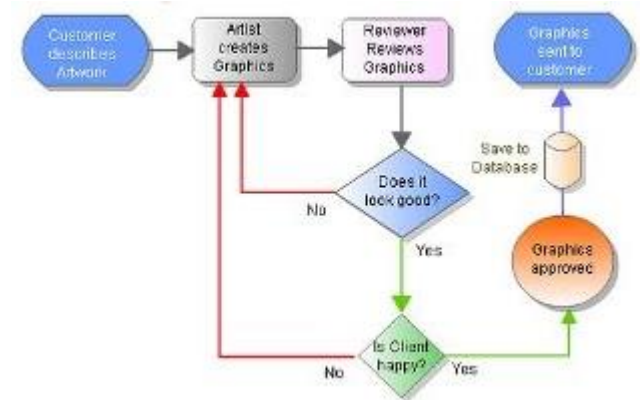 Customer
describes
Artwork
Artist
creates
Graphics
Reviewer
Reviews
Graphics
Graphics
sent to
customer
Save to
Database
Does it
look good?
No
Yes
Graphics
approved
Is Client
happy?
No
Yes